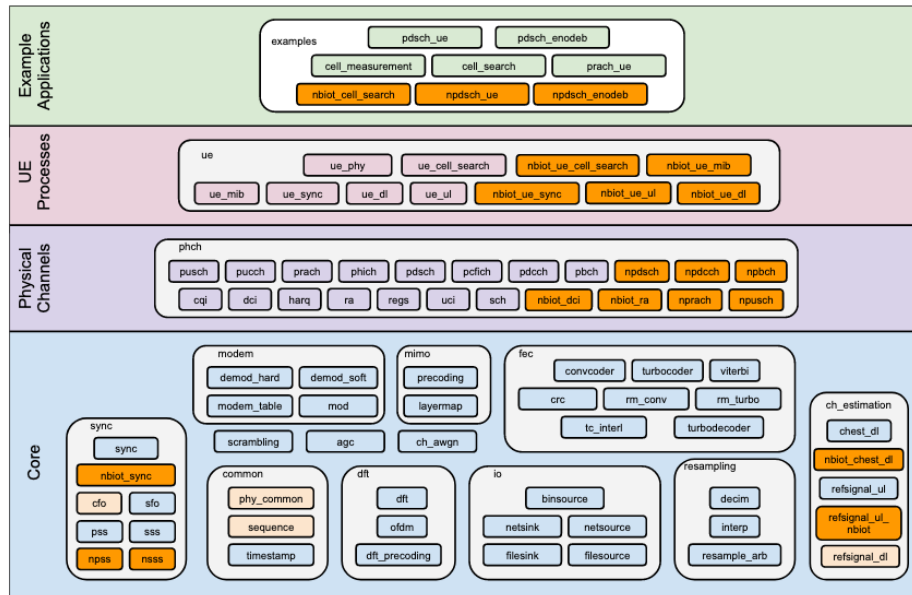 Example
Applications
examples
pdsch_ue pdsch_enodeb
cell_measurement cell_search prach_ue
nbiot_cell_search npdsch_ue npdsch_enodeb
UE
Processes
ue
ue_phy ue_cell_search nbiot_ue_cell_search nbiot_ue_mib
ue_mib ue_sync ue_dl ue_ul nbiot_ue_sync nbiot_ue_ul nbiot_ue_dl
Physical
Channels
phch
pusch pucch prach phich pdsch pcfich pdcch pbch npdsch npdcch npbch
cqi dci harq ra regs uci sch nbiot_dci nbiot_ra nprach npusch
Core
sync
sync
nbiot_sync
cfo sfo
pss sss
npss nsss
modem
demod_hard demod_soft
modem_table mod
mimo
precoding
layermap
scrambling agc ch_awgn
fec
convcoder turbocoder viterbi
crc rm_conv rm_turbo
tc_interl turbodecoder
common
phy_common
sequence
timestamp
dft
dft
ofdm
dft_precoding
io
binsource
netsink netsource
filesink filesource
resampling
decim
interp
resample_arb
ch_estimation
chest_dl
nbiot_chest_dl
refsignal_ul
refsignal_ul_
nbiot
refsignal_dl